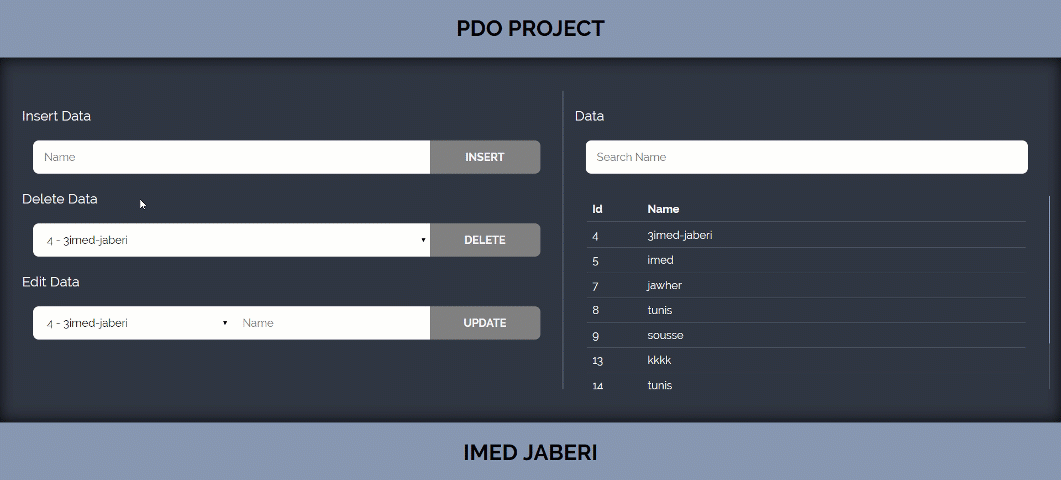 PDO PROJECT
Insert Data
Name
INSERT
Delete Data
4 - 3imed-jaberi
DELETE
Edit Data
4 - 3imed-jaberi
Name
UPDATE
Data
Search Name
Id Name
4 3imed-jaberi
5 imed
7 jawher
8 tunis
9 sousse
13 kkkk
14 tunis
IMED JABERI